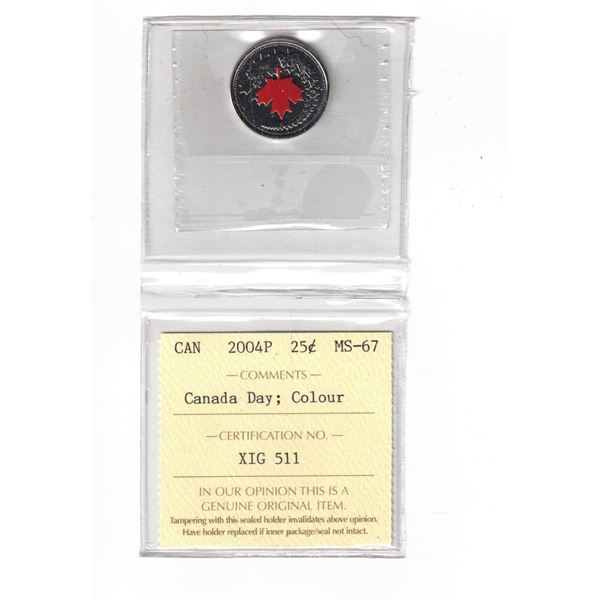 CAN 2004P 25¢ MS-67
— COMMENTS —
Canada Day; Colour
— CERTIFICATION NO. —
XIG 511
IN OUR OPINION THIS IS A
GENUINE ORIGINAL ITEM.
Tampering with this sealed holder invalidates above opinion.
Have holder replaced if inner package/seal not intact.